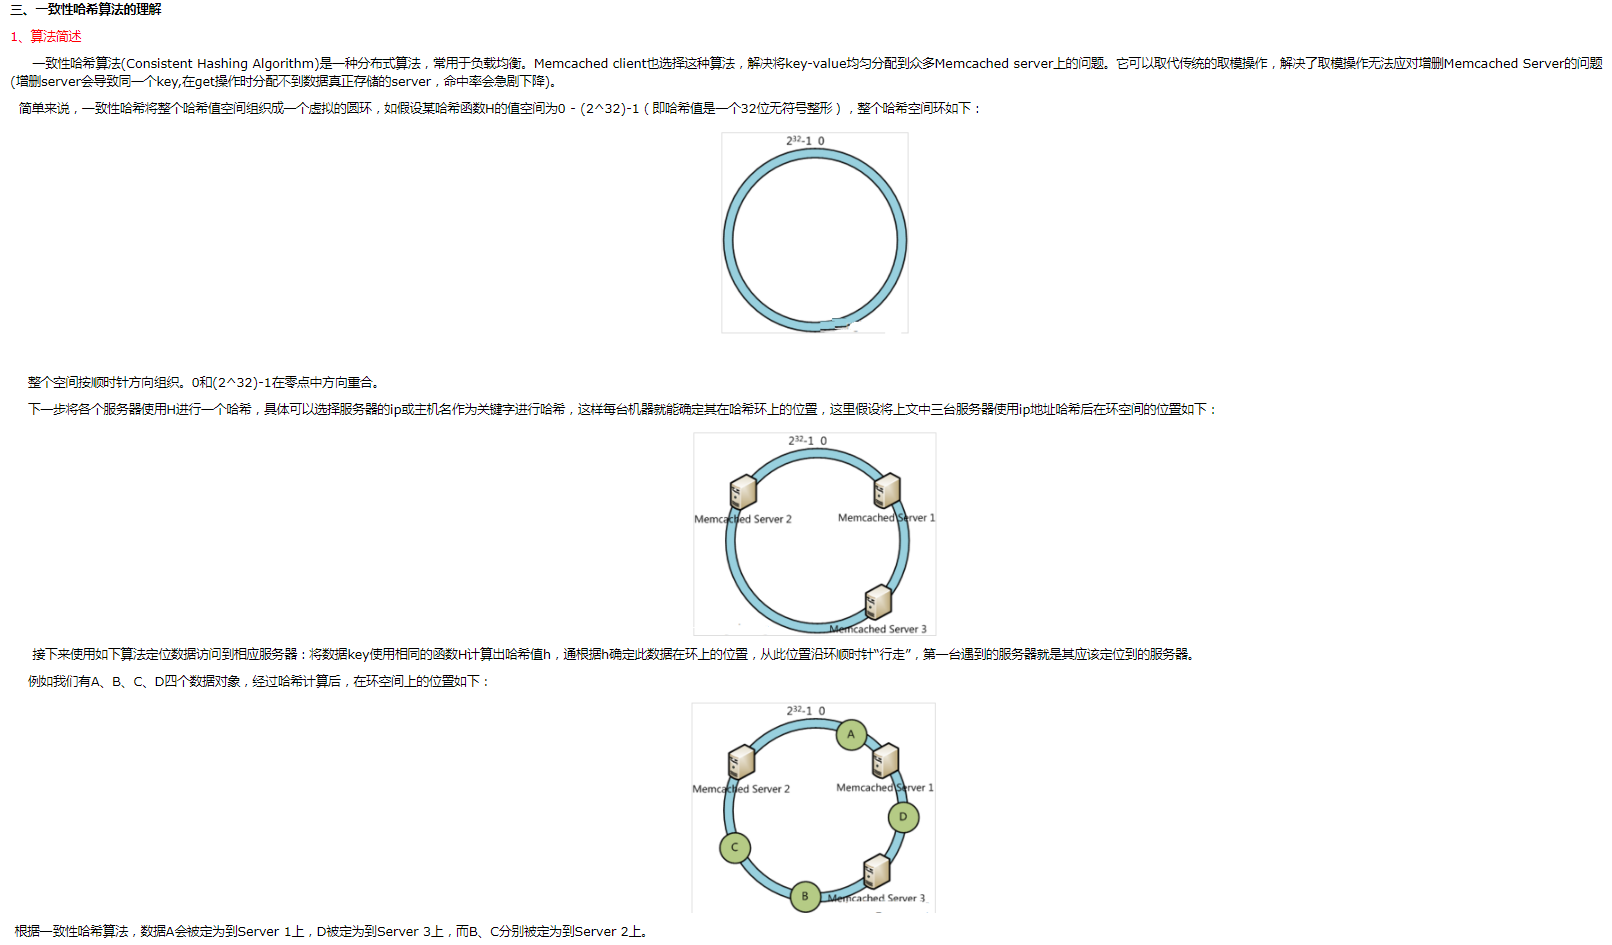 三、一致性哈希算法的理解
1、算法简述
一致性哈希算法(Consistent Hashing Algorithm)是一种分布式算法，常用于负载均衡。Memcached client也选择这种算法，解决将key-value均匀分配到众多Memcached server上的问题。它可以取代传统的取模操作，解决了取模操作无法应对增删Memcached Server的问题
(增删server会导致同一个key,在get操作时分配不到数据真正存储的server，命中率会急剧下降)。
简单来说，一致性哈希将整个哈希值空间组织成一个虚拟的圆环，如假设某哈希函数H的值空间为0 - (2^32)-1（即哈希值是一个32位无符号整形），整个哈希空间环如下：
2³²-1 0
整个空间按顺时针方向组织。0和(2^32)-1在零点中方向重合。
下一步将各个服务器使用H进行一个哈希，具体可以选择服务器的ip或主机名作为关键字进行哈希，这样每台机器就能确定其在哈希环上的位置，这里假设将上文中三台服务器使用ip地址哈希后在环空间的位置如下：
2³²-1 0
Memcached Server 2
Memcached Server 1
Memcached Server 3
接下来使用如下算法定位数据访问到相应服务器：将数据key使用相同的函数H计算出哈希值h，通根据h确定此数据在环上的位置，从此位置沿环顺时针“行走”，第一台遇到的服务器就是其应该定位到的服务器。
例如我们有A、B、C、D四个数据对象，经过哈希计算后，在环空间上的位置如下：
2³²-1 0
A
Memcached Server 2
Memcached Server 1
D
C
B
Memcached Server 3
根据一致性哈希算法，数据A会被定为到Server 1上，D被定为到Server 3上，而B、C分别被定为到Server 2上。